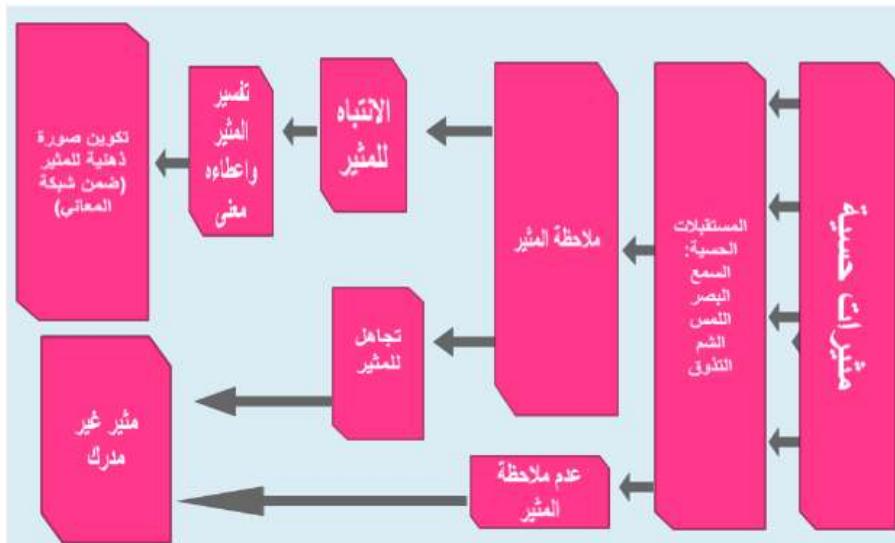 مثيرات حسية
المستقبلات
الحسية:
السمع
البصر
اللمس
الشم
التذوق
ملاحظة المثير
الانتباه
للمثير
تفسير
المثير
واعطاءه
معنى
تكوين صورة
ذهنية للمثير
(ضمن شبكة
المعاني)
تجاهل
للمثير
عدم ملاحظة
المثير
مثير غير
مدرك